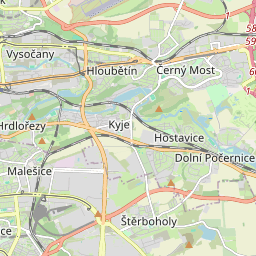 Vysočany
Hloubětín
Černý Most
Hrdlořezy
Kyje
Hostavice
Dolní Počernice
Malešice
Štěrboholy